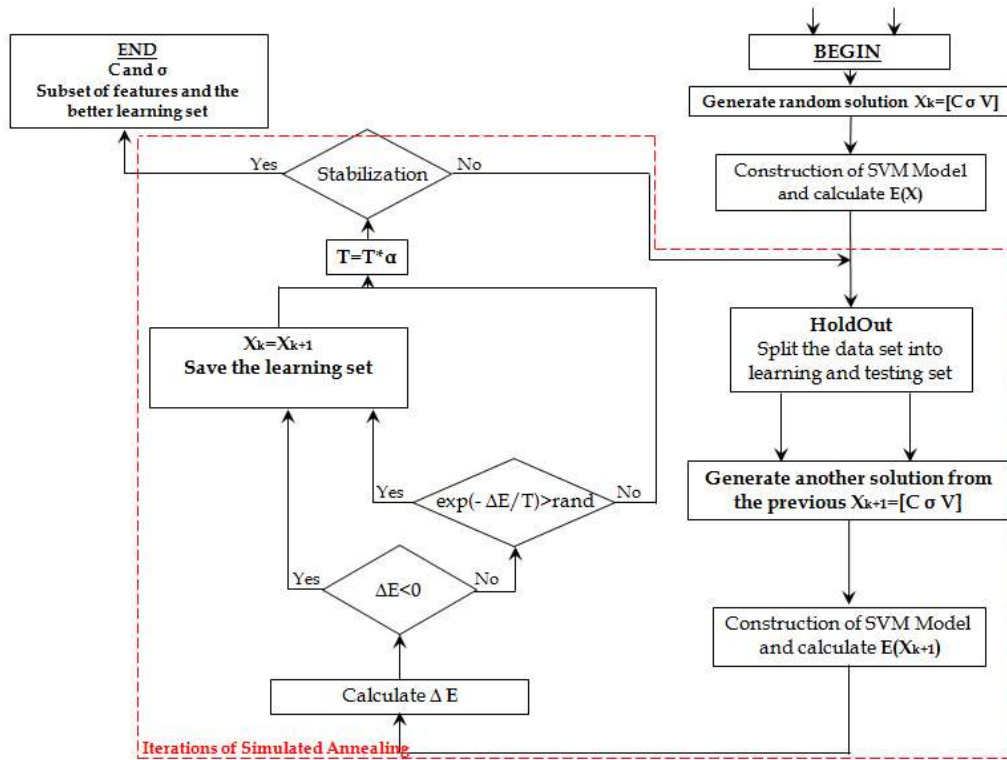 BEGIN
Generate random solution Xk=[C σ V]
Construction of SVM Model
and calculate E(X)
HoldOut
Split the data set into
learning and testing set
Generate another solution from
the previous Xk+1=[C σ V]
Construction of SVM Model
and calculate E(Xk+1)
Calculate Δ E
ΔE<0
Yes
No
exp(- ΔE/T)>rand
Yes
No
Xk=Xk+1
Save the learning set
T=T*α
Stabilization
Yes
No
END
C and σ
Subset of features and the
better learning set
Iterations of Simulated Annealing